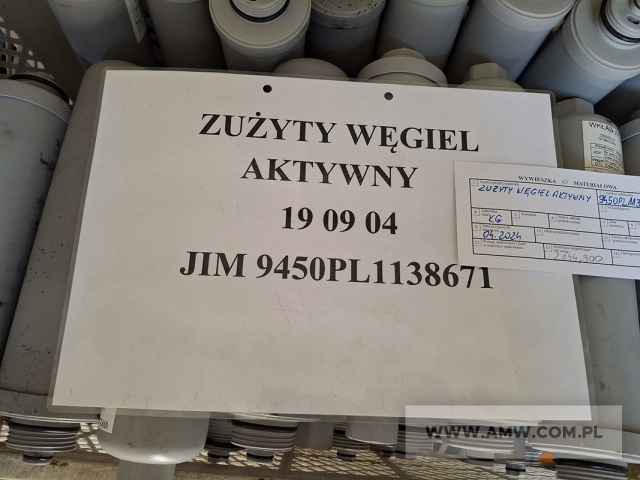 ZUŻYTY WĘGIEL
AKTYWNY
19 09 04
JIM 9450PL1138671
WYWIESZKA MATERIAŁOWA
ZUŻYTY WĘGIEL AKTYWNY
KG
04.2024
WKŁAD
WWW.AMW.COM.PL